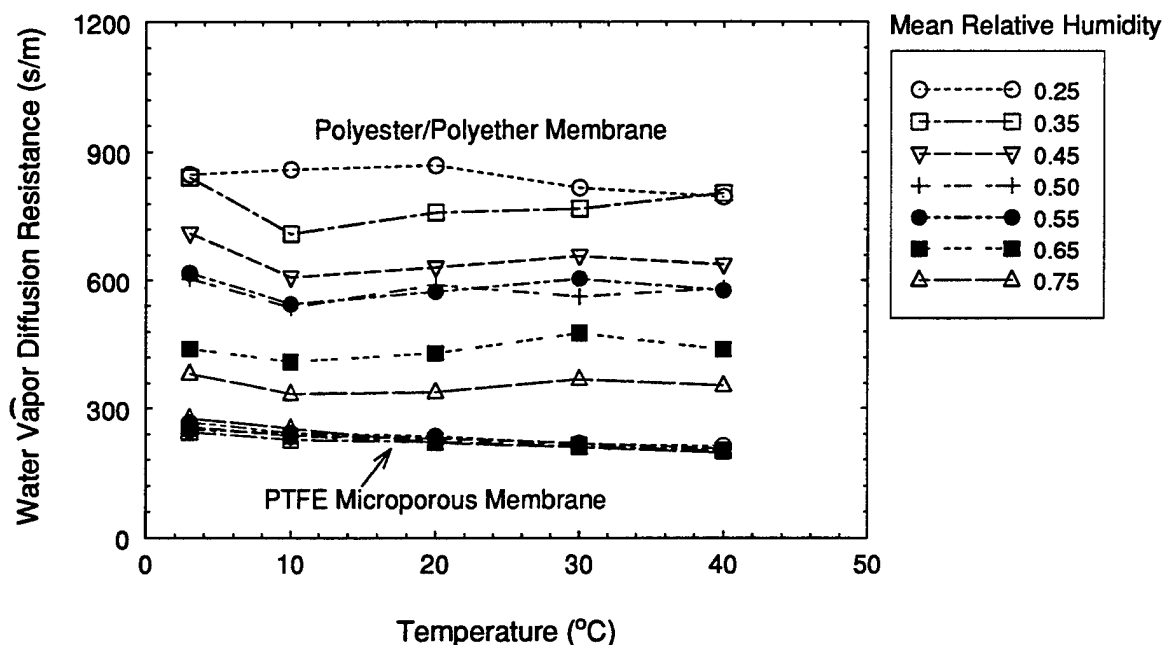 Water Vapor Diffusion Resistance (s/m)
1200
900
600
300
0
Polyester/Polyether Membrane
PTFE Microporous Membrane
0 10 20 30 40 50
Temperature (°C)
Mean Relative Humidity
0.25
0.35
0.45
0.50
0.55
0.65
0.75